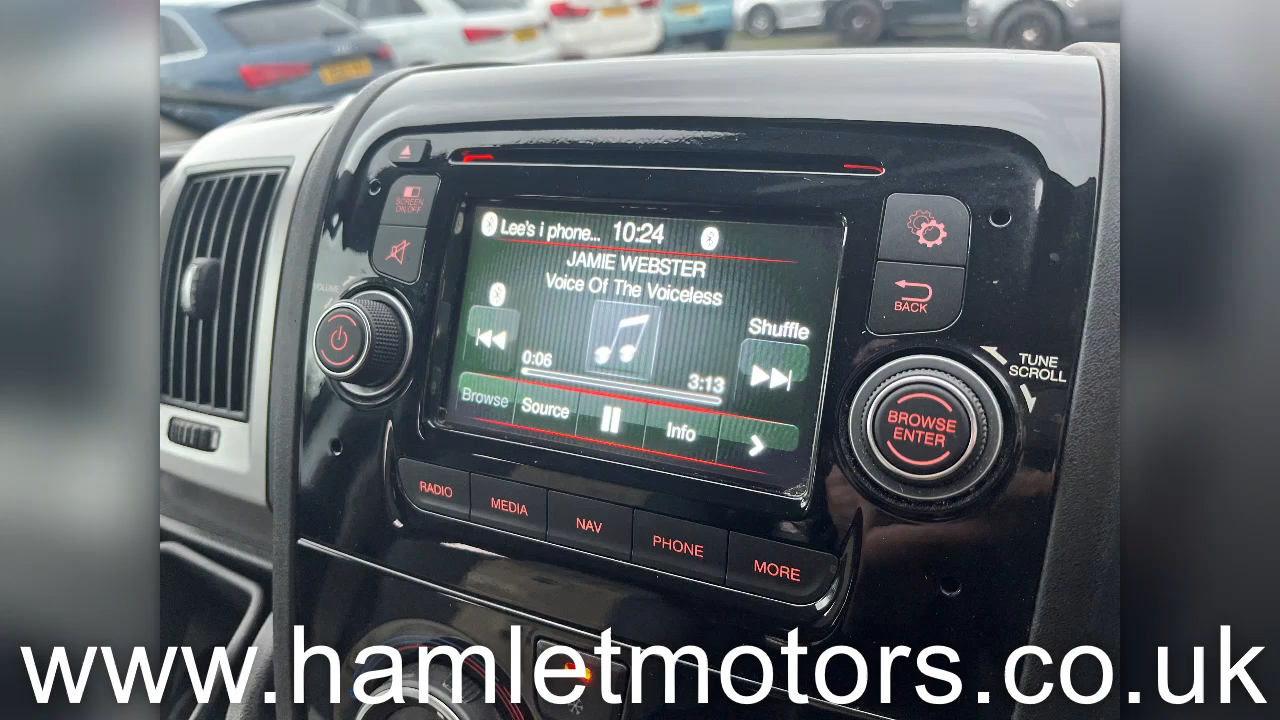 SCREEN
ON/OFF
VOLUME
Lee's i phone... 10:24
JAMIE WEBSTER
Voice Of The Voiceless
Shuffle
0:06
3:13
Browse Source Info
BACK
TUNE
SCROLL
BROWSE
ENTER
RADIO MEDIA NAV PHONE MORE
www.hamletmotors.co.uk